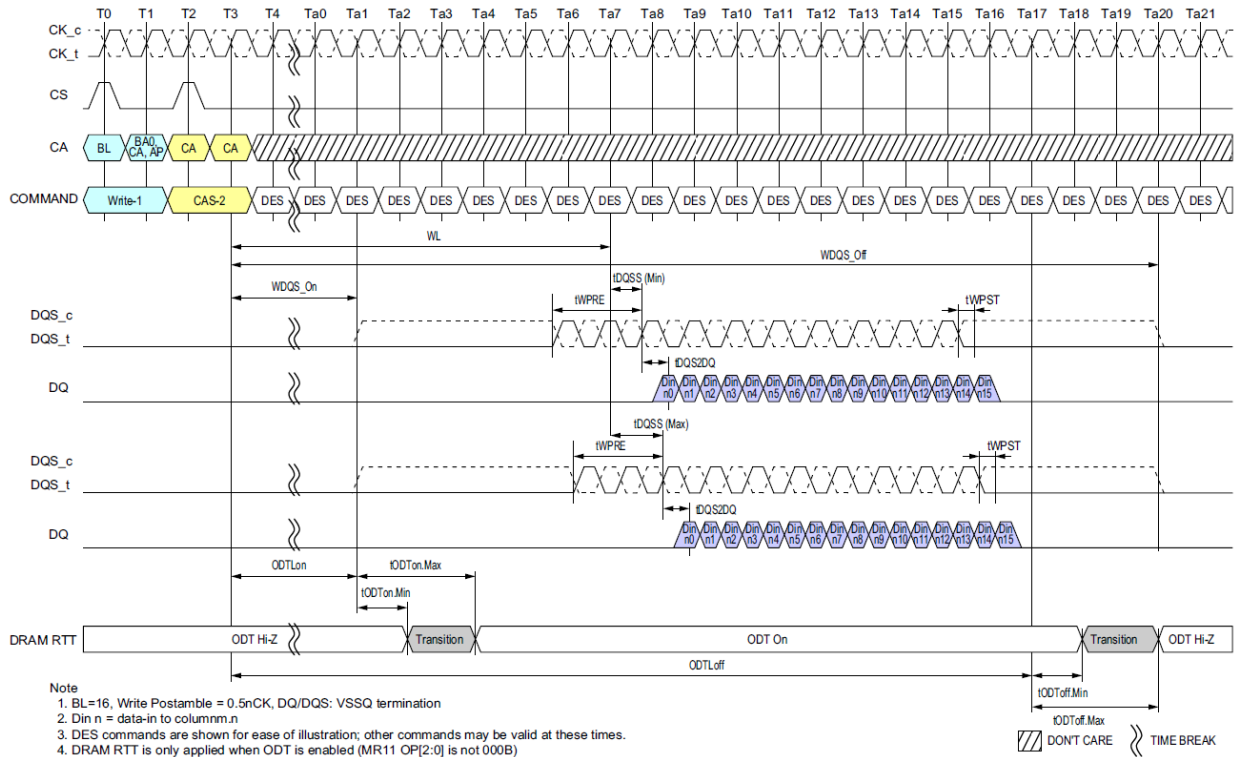 T0 T1 T2 T3 T4 Ta0 Ta1 Ta2 Ta3 Ta4 Ta5 Ta6 Ta7 Ta8 Ta9 Ta10 Ta11 Ta12 Ta13 Ta14 Ta15 Ta16 Ta17 Ta18 Ta19 Ta20 Ta21
CK_c
CK_t
CS
CA BL BA0, CA, AP CA CA
COMMAND Write-1 CAS-2 DES DES DES DES DES DES DES DES DES DES DES DES DES DES DES DES DES DES DES DES DES DES DES
WL
WDQS_Off
WDQS_On
tDQSS (Min)
tWPRE tWPST
DQS_c
DQS_t
tDQS2DQ
DQ Din n0 Din n1 Din n2 Din n3 Din n4 Din n5 Din n6 Din n7 Din n8 Din n9 Din n10 Din n11 Din n12 Din n13 Din n14 Din n15
tDQSS (Max)
tWPRE tWPST
DQS_c
DQS_t
tDQS2DQ
DQ Din n0 Din n1 Din n2 Din n3 Din n4 Din n5 Din n6 Din n7 Din n8 Din n9 Din n10 Din n11 Din n12 Din n13 Din n14 Din n15
ODTLon tODTon.Max
tODTon.Min
DRAM RTT ODT Hi-Z Transition ODT On Transition ODT Hi-Z
ODTLoff
tODToff.Min
tODToff.Max
Note
1. BL=16, Write Postamble = 0.5nCK, DQ/DQS: VSSQ termination
2. Din n = data-in to columnm.n
3. DES commands are shown for ease of illustration; other commands may be valid at these times.
4. DRAM RTT is only applied when ODT is enabled (MR11 OP[2:0] is not 000B)
DON'T CARE TIME BREAK